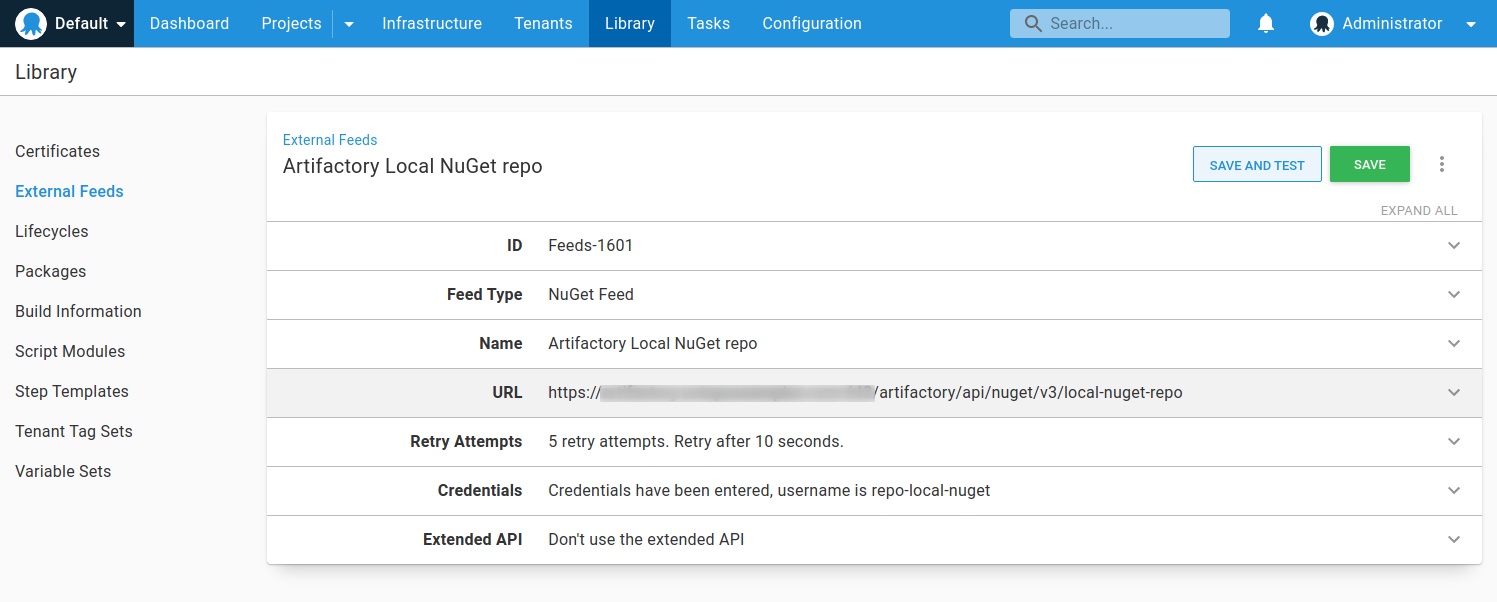 Default Dashboard Projects Infrastructure Tenants Library Tasks Configuration Search... Administrator
Library
Certificates
External Feeds
Lifecycles
Packages
Build Information
Script Modules
Step Templates
Tenant Tag Sets
Variable Sets
External Feeds
Artifactory Local NuGet repo
SAVE AND TEST SAVE
EXPAND ALL
ID Feeds-1601
Feed Type NuGet Feed
Name Artifactory Local NuGet repo
URL https:// /artifactory/api/nuget/v3/local-nuget-repo
Retry Attempts 5 retry attempts. Retry after 10 seconds.
Credentials Credentials have been entered, username is repo-local-nuget
Extended API Don't use the extended API